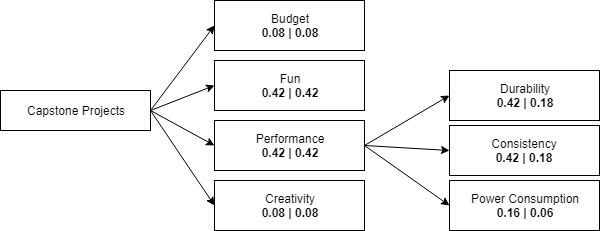 Capstone Projects
Budget
0.08 | 0.08
Fun
0.42 | 0.42
Performance
0.42 | 0.42
Creativity
0.08 | 0.08
Durability
0.42 | 0.18
Consistency
0.42 | 0.18
Power Consumption
0.16 | 0.06